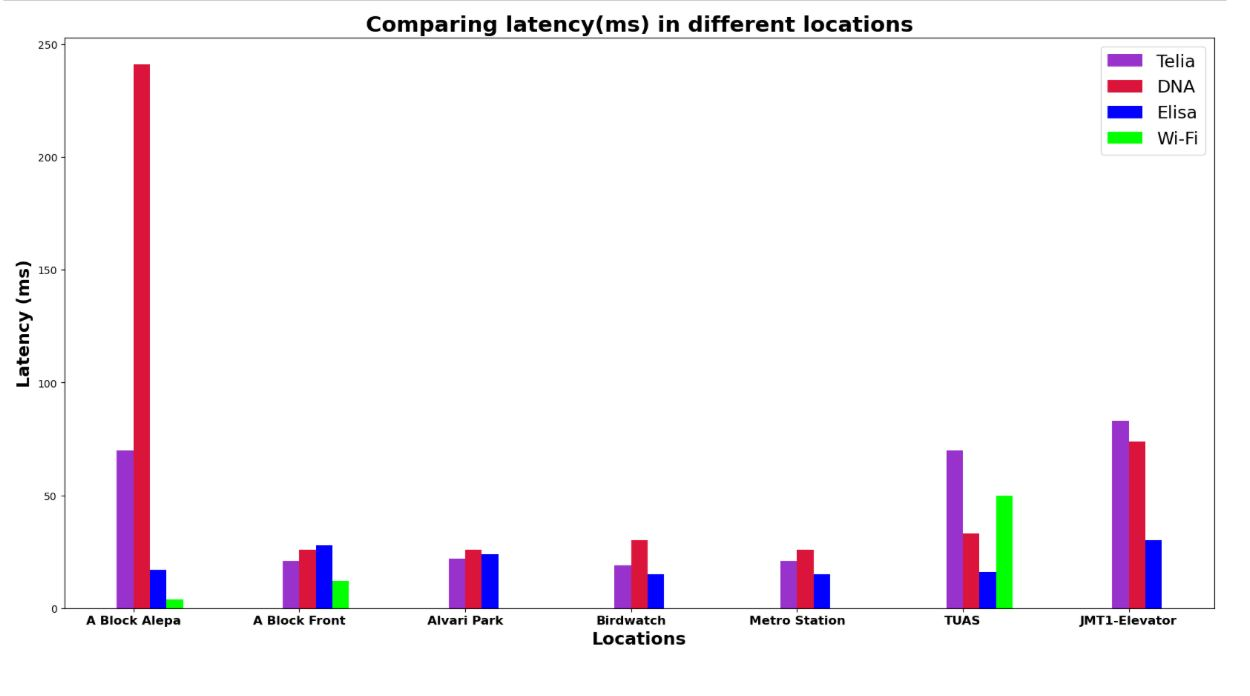 Comparing latency(ms) in different locations
Telia
DNA
Elisa
Wi-Fi
Latency (ms)
250
200
150
100
50
0
A Block Alepa A Block Front Alvari Park Birdwatch Metro Station TUAS JMT1-Elevator
Locations